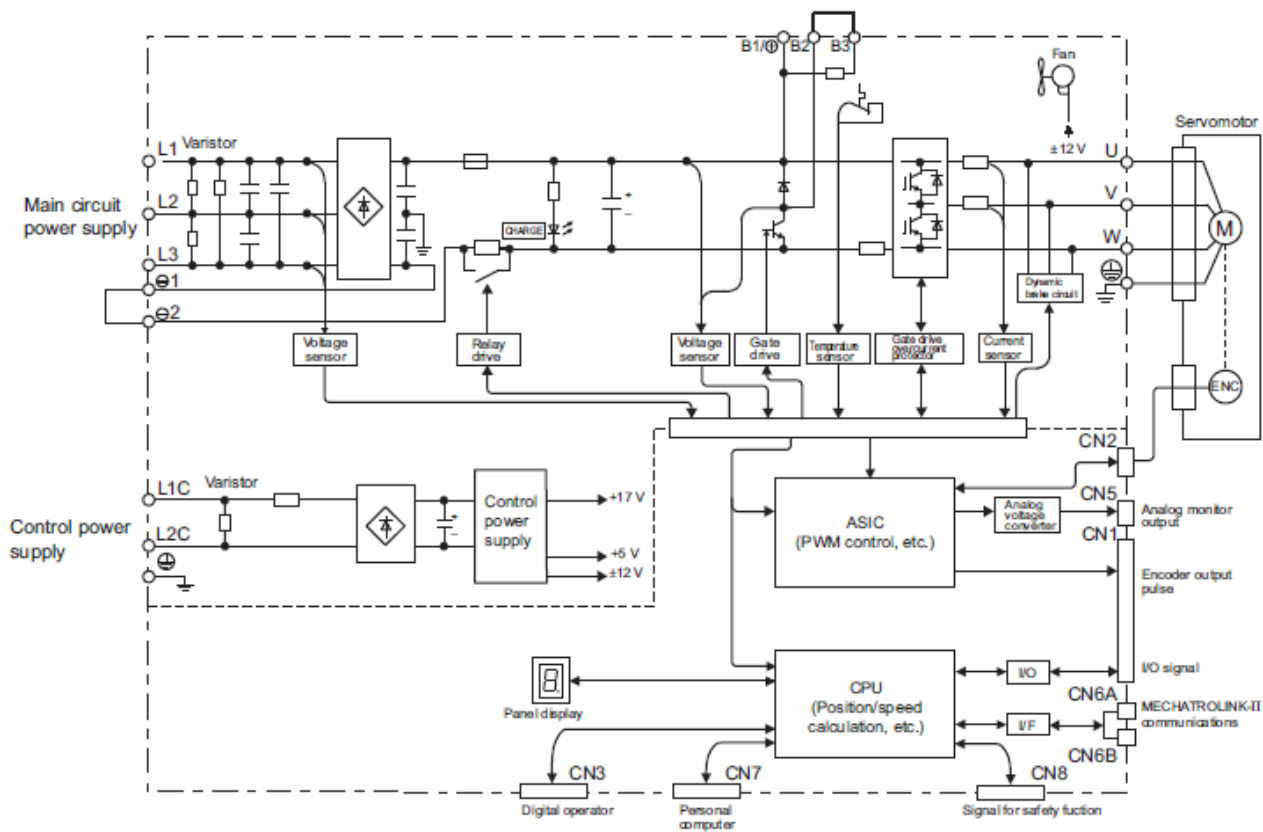 B1/⊕ B2 B3
Fan
±12 V
Servomotor
L1 Varistor
U
L2
V
Main circuit
power supply
W
M
L3
⊖1
⊖2
CHARGE
+
−
Dynamic
brake circuit
Voltage
sensor
Relay
drive
Voltage
sensor
Gate
drive
Temperature
sensor
Gate drive
overcurrent
protector
Current
sensor
ENC
CN2
L1C Varistor
+17 V
Control power
supply
L2C
+
−
Control
power
supply
+5 V
±12 V
ASIC
(PWM control, etc.)
Analog
voltage
converter
CN5
Analog monitor
output
CN1
Encoder output
pulse
I/O signal
8.
Panel display
CPU
(Position/speed
calculation, etc.)
I/O
I/F
CN6A
MECHATROLINK-II
communications
CN6B
CN3
Digital operator
CN7
Personal
computer
CN8
Signal for safety fuction